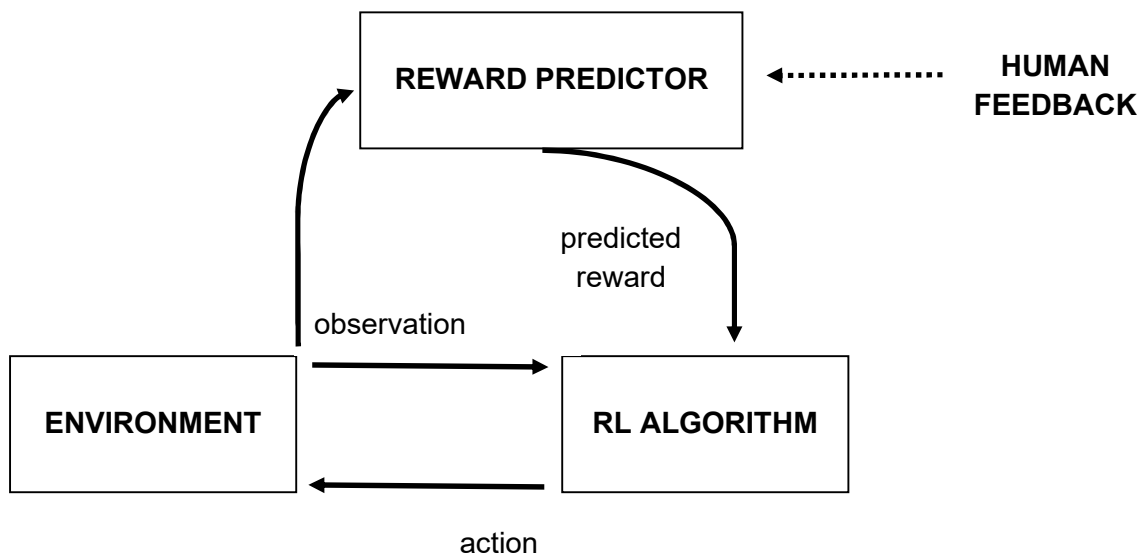 REWARD PREDICTOR
HUMAN
FEEDBACK
predicted
reward
observation
ENVIRONMENT
RL ALGORITHM
action